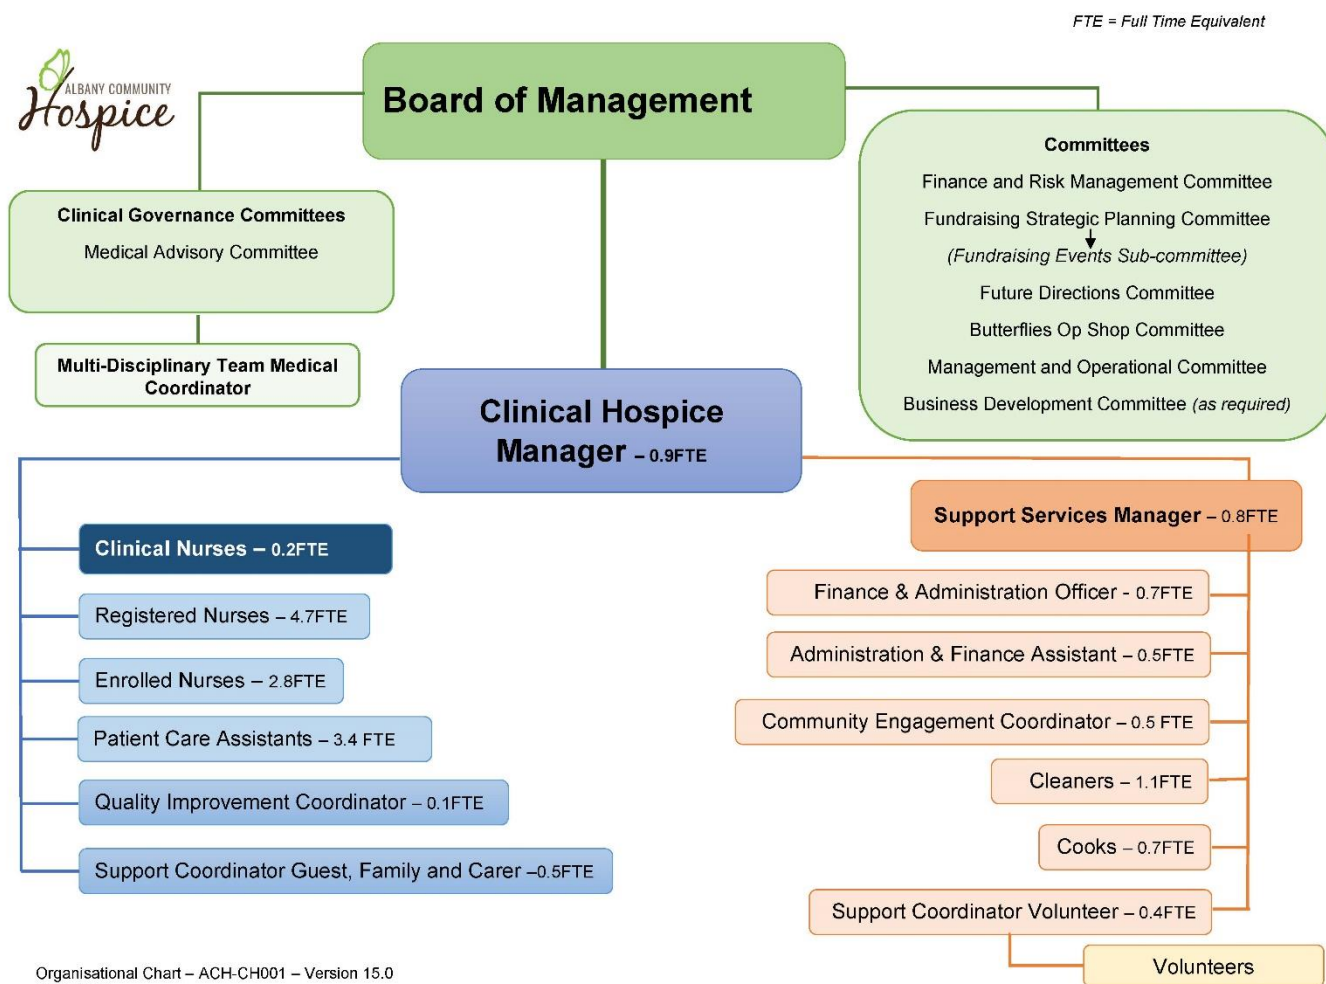 FTE = Full Time Equivalent
ALBANY COMMUNITY
Hospice
Board of Management
Clinical Governance Committees
Medical Advisory Committee
Multi-Disciplinary Team Medical
Coordinator
Committees
Finance and Risk Management Committee
Fundraising Strategic Planning Committee
(Fundraising Events Sub-committee)
Future Directions Committee
Butterflies Op Shop Committee
Management and Operational Committee
Business Development Committee (as required)
Clinical Hospice
Manager – 0.9FTE
Clinical Nurses – 0.2FTE
Registered Nurses – 4.7FTE
Enrolled Nurses – 2.8FTE
Patient Care Assistants – 3.4 FTE
Quality Improvement Coordinator – 0.1FTE
Support Coordinator Guest, Family and Carer –0.5FTE
Support Services Manager – 0.8FTE
Finance & Administration Officer - 0.7FTE
Administration & Finance Assistant – 0.5FTE
Community Engagement Coordinator – 0.5 FTE
Cleaners – 1.1FTE
Cooks – 0.7FTE
Support Coordinator Volunteer – 0.4FTE
Volunteers
Organisational Chart – ACH-CH001 – Version 15.0